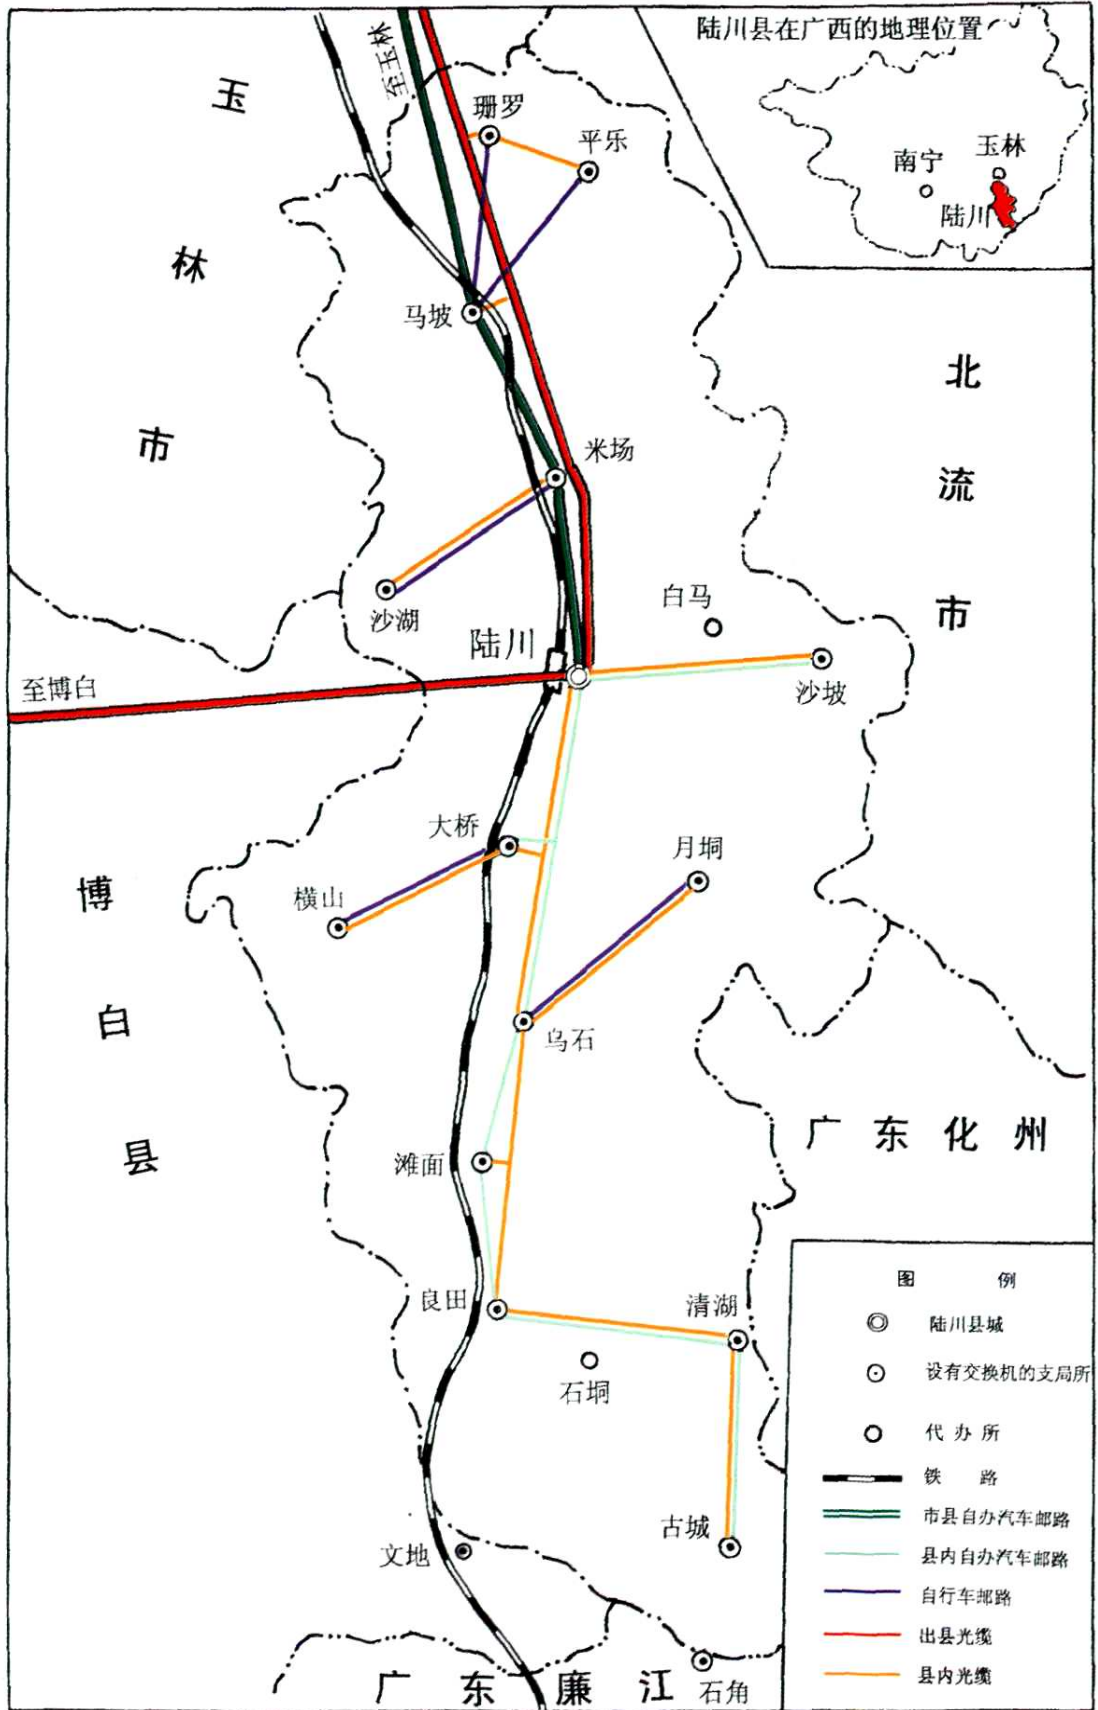 陆川县在广西的地理位置
南宁
玉林
陆川
至玉林
玉林市
珊罗
平乐
马坡
北流市
米场
沙湖
白马
陆川
沙坡
至博白
大桥
月垌
横山
博白县
乌石
广东化州
滩面
良田
清湖
石垌
古城
文地
广东廉江
石角
图例
陆川县城
设有交换机的支局所
代办所
铁路
市县自办汽车邮路
县内自办汽车邮路
自行车邮路
出县光缆
县内光缆